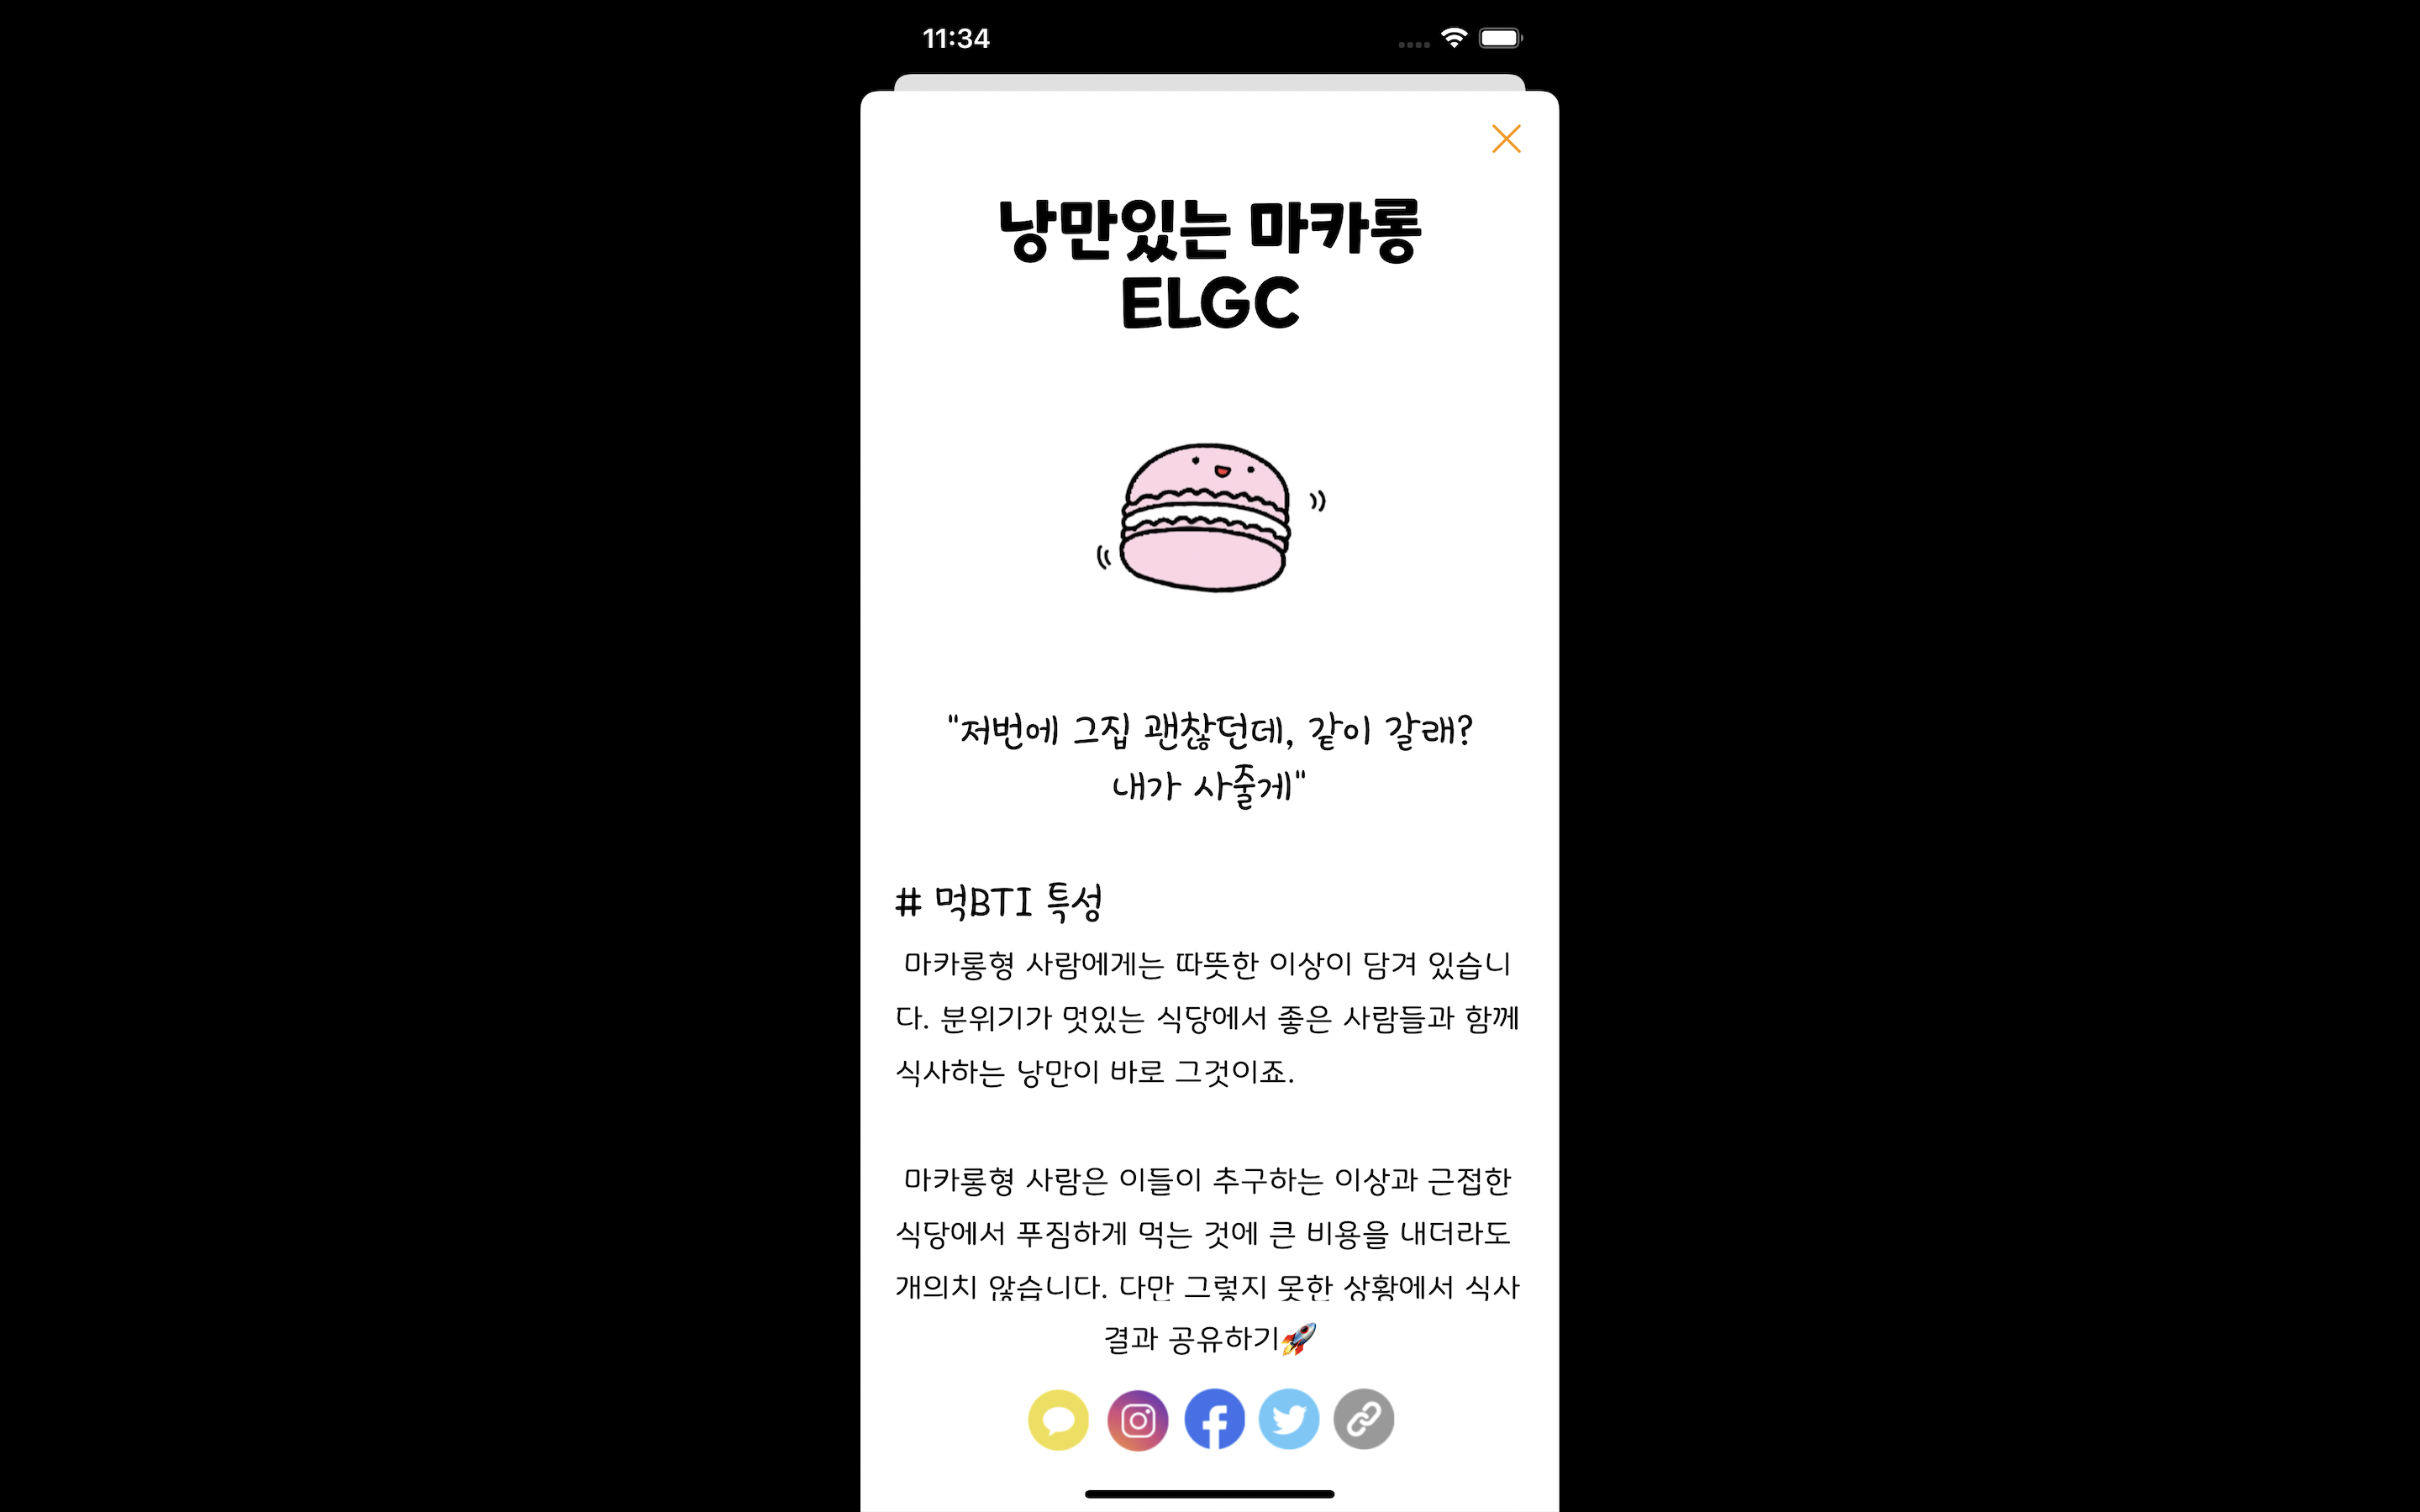 11:34
낭만있는 마카롱
ELGC
"저번에 그집 괜찮던데, 같이 갈래?
내가 사줄게"
# 먹BTI 특성
마카롱형 사람에게는 따뜻한 이상이 담겨 있습니
다. 분위기가 멋있는 식당에서 좋은 사람들과 함께
식사하는 낭만이 바로 그것이죠.
마카롱형 사람은 이들이 추구하는 이상과 근접한
식당에서 푸짐하게 먹는 것에 큰 비용을 내더라도
개의치 않습니다. 다만 그렇지 못한 상황에서 식사
결과 공유하기🚀